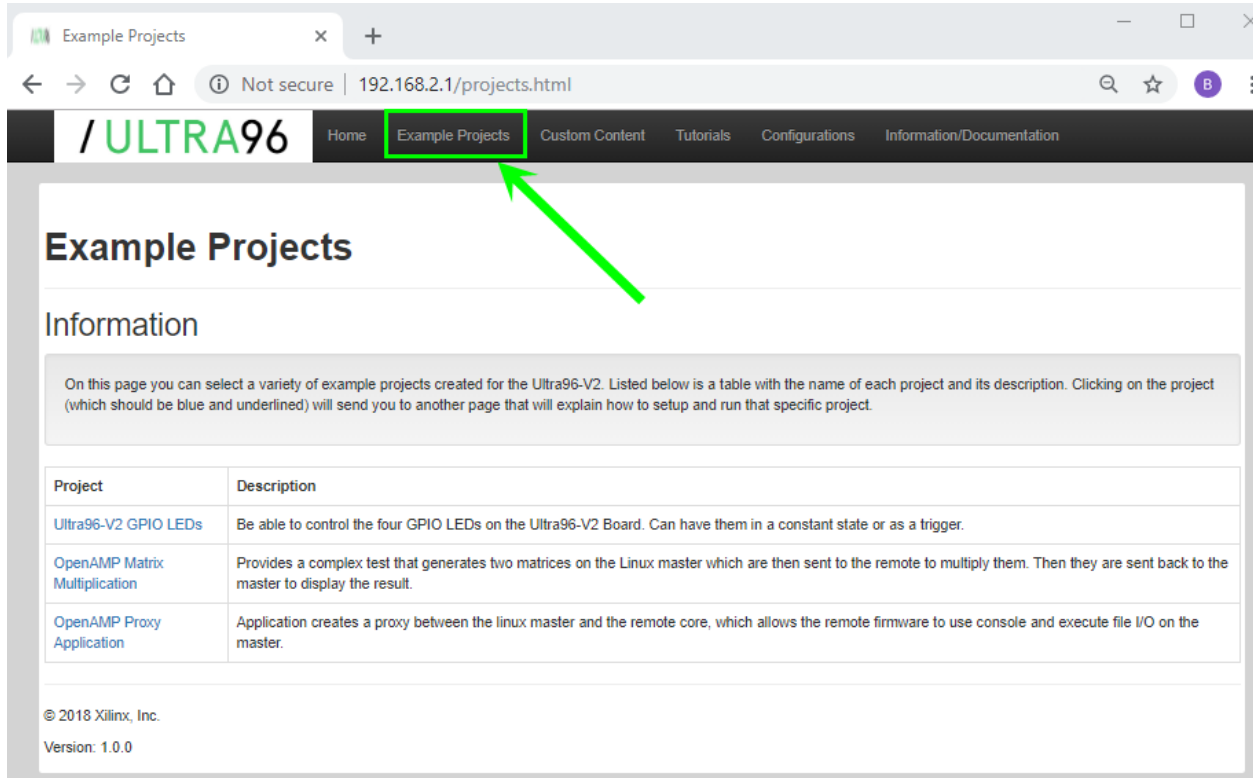 Example Projects
Not secure | 192.168.2.1/projects.html
B
/ ULTRA96 Home Example Projects Custom Content Tutorials Configurations Information/Documentation
Example Projects
Information
On this page you can select a variety of example projects created for the Ultra96-V2. Listed below is a table with the name of each project and its description. Clicking on the project
(which should be blue and underlined) will send you to another page that will explain how to setup and run that specific project.
Project Description
Ultra96-V2 GPIO LEDs Be able to control the four GPIO LEDs on the Ultra96-V2 Board. Can have them in a constant state or as a trigger.
OpenAMP Matrix
Multiplication
Provides a complex test that generates two matrices on the Linux master which are then sent to the remote to multiply them. Then they are sent back to the
master to display the result.
OpenAMP Proxy
Application
Application creates a proxy between the linux master and the remote core, which allows the remote firmware to use console and execute file I/O on the
master.
© 2018 Xilinx, Inc.
Version: 1.0.0